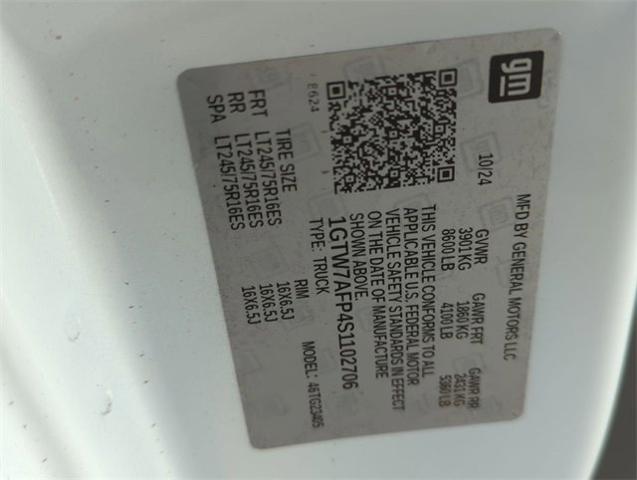 gm
MFD BY GENERAL MOTORS LLC
10/24
GVWR GAWR FRT GAWR RR
3901 KG 1860 KG 2431 KG
8600 LB 4100 LB 5360 LB
THIS VEHICLE CONFORMS TO ALL
APPLICABLE U.S. FEDERAL MOTOR
VEHICLE SAFETY STANDARDS IN EFFECT
ON THE DATE OF MANUFACTURE
SHOWN ABOVE.
1GTW7AFP4S1102706
TYPE: TRUCK MODEL: 46TG23405
8624
TIRE SIZE RIM
FRT LT245/75R16ES 16X6.5J
RR LT245/75R16ES 16X6.5J
SPA LT245/75R16ES 16X6.5J